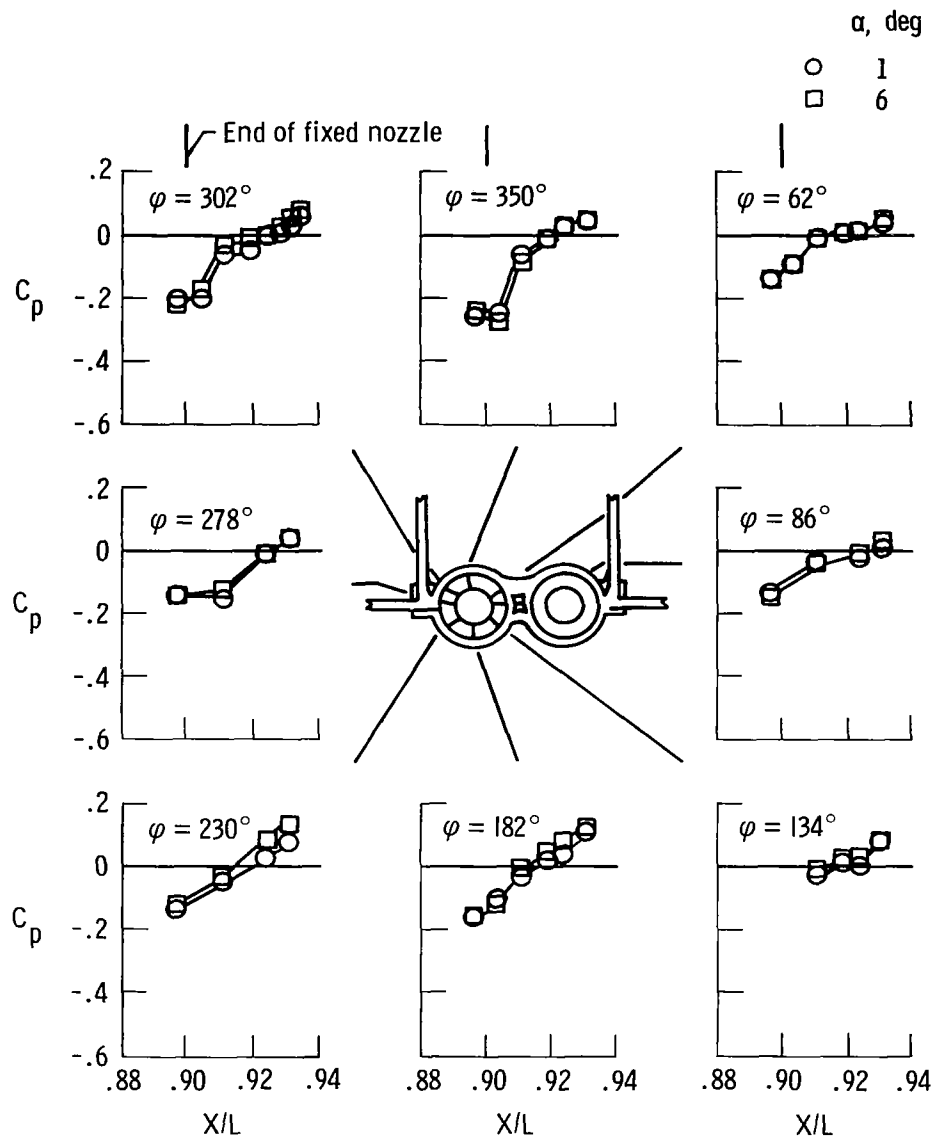 α, deg
1
6
End of fixed nozzle
.2
0
-.2
-.4
-.6
C_p
φ = 302°
φ = 350°
φ = 62°
.2
0
-.2
-.4
-.6
C_p
φ = 278°
φ = 86°
.2
0
-.2
-.4
-.6
C_p
φ = 230°
φ = 182°
φ = 134°
.88 .90 .92 .94
.88 .90 .92 .94
.88 .90 .92 .94
X/L
X/L
X/L